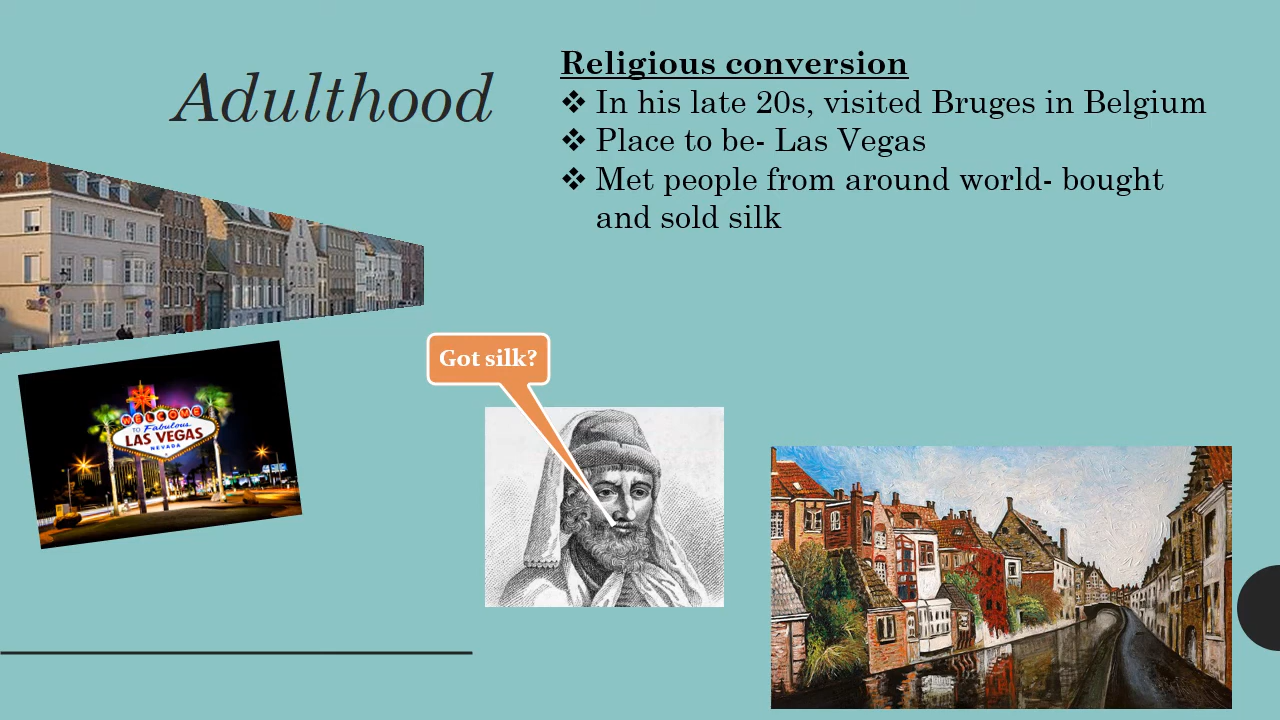 Adulthood
Religious conversion
❖ In his late 20s, visited Bruges in Belgium
❖ Place to be- Las Vegas
❖ Met people from around world- bought
and sold silk
Got silk?
WELCOME
TO Fabulous
LAS VEGAS
NEVADA